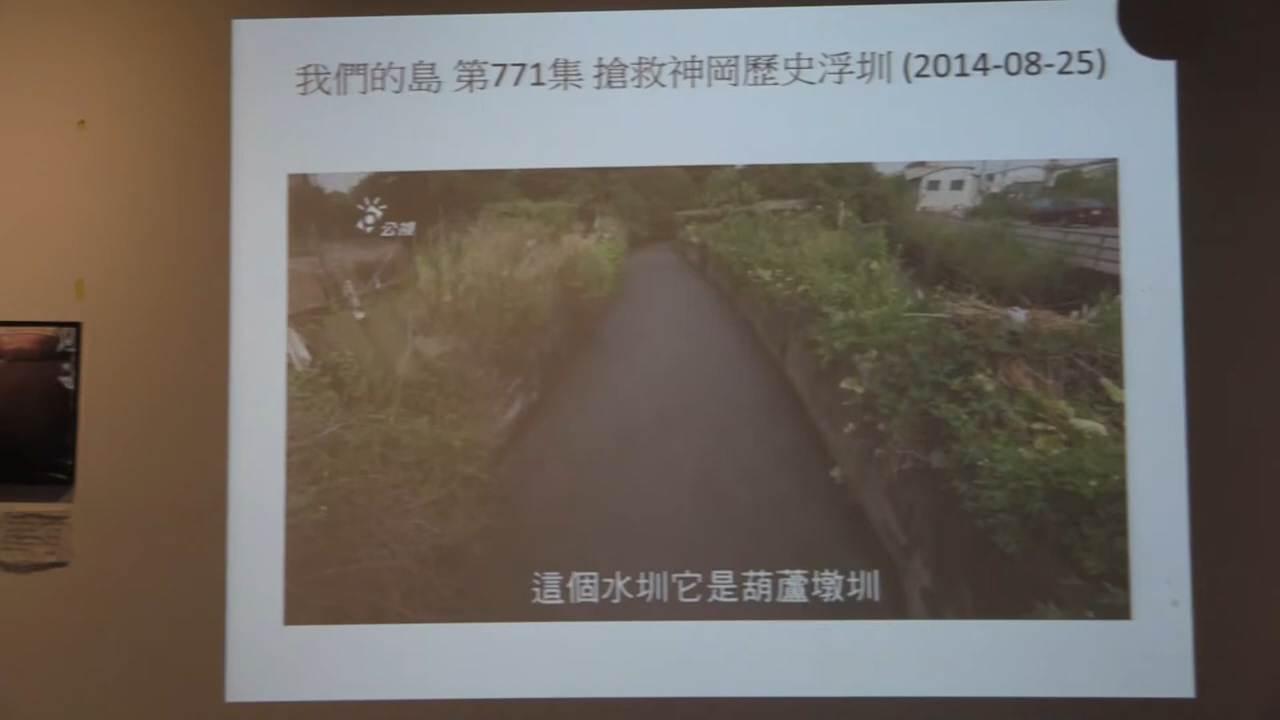 我們的島 第771集 搶救神岡歷史浮圳 (2014-08-25)
公視
這個水圳它是葫蘆墩圳